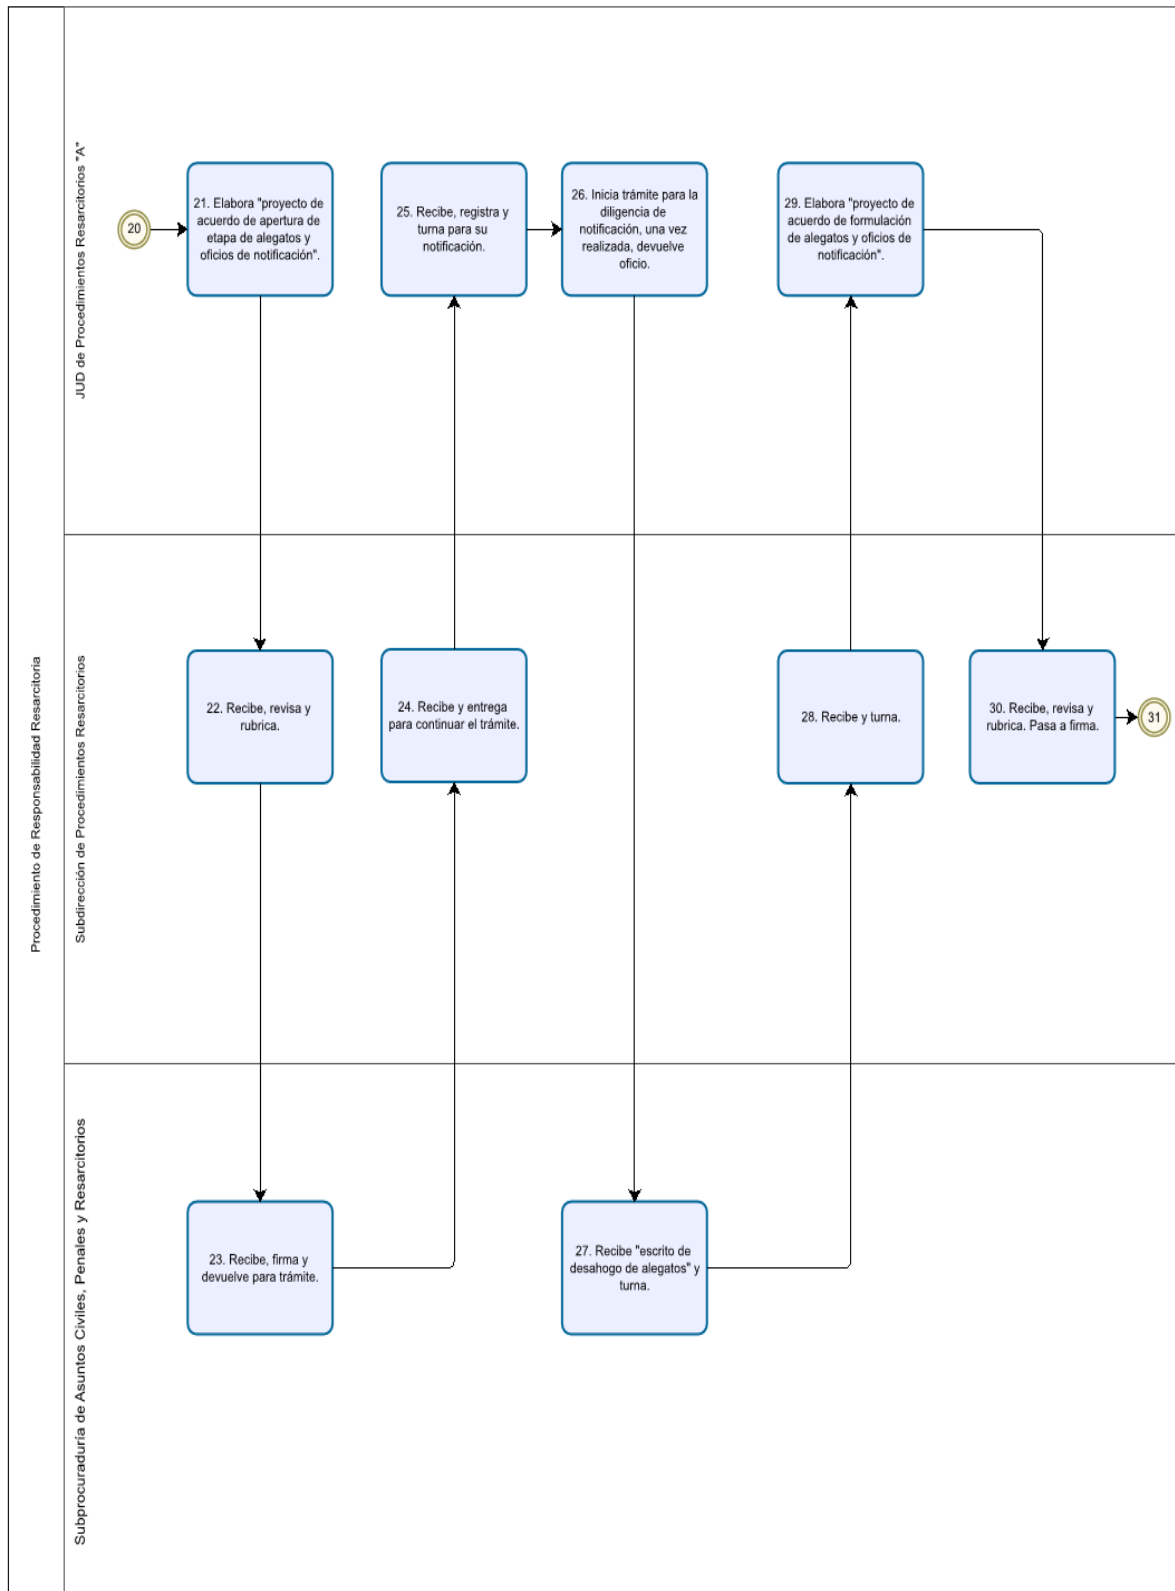 Procedimiento de Responsabilidad Resarcitoria
JUD de Procedimientos Resarcitorios "A"
20
21. Elabora "proyecto de
acuerdo de apertura de
etapa de alegatos y
oficios de notificación".
25. Recibe, registra y
turna para su
notificación.
26. Inicia trámite para la
diligencia de
notificación, una vez
realizada, devuelve
oficio.
29. Elabora "proyecto de
acuerdo de formulación
de alegatos y oficios de
notificación".
Subdirección de Procedimientos Resarcitorios
22. Recibe, revisa y
rubrica.
24. Recibe y entrega
para continuar el trámite.
28. Recibe y turna.
30. Recibe, revisa y
rubrica. Pasa a firma.
31
Subprocuraduría de Asuntos Civiles, Penales y Resarcitorios
23. Recibe, firma y
devuelve para trámite.
27. Recibe "escrito de
desahogo de alegatos" y
turna.